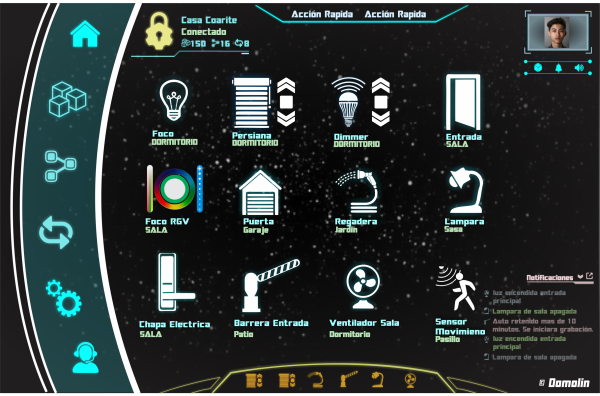 Casa Coarite
Conectado
150 16 8
Acción Rapida Acción Rapida
Foco
DORMITORIO
Persiana
DORMITORIO
Dimmer
DORMITORIO
Entrada
SALA
Foco RGV
SALA
Puerta
Garaje
Regadera
Jardin
Lampara
Sasa
Chapa Electrica
SALA
Barrera Entrada
Patio
Ventilador Sala
Dormitorio
Sensor
Movimieno
Pasillo
Notificaciones
luz encendida entrada
principal
Lampara de sala apagada
Auto retenido mas de 10
minutos. Se iniciara grabación.
luz encendida entrada
principal
Lampara de sala apagada
Domolin